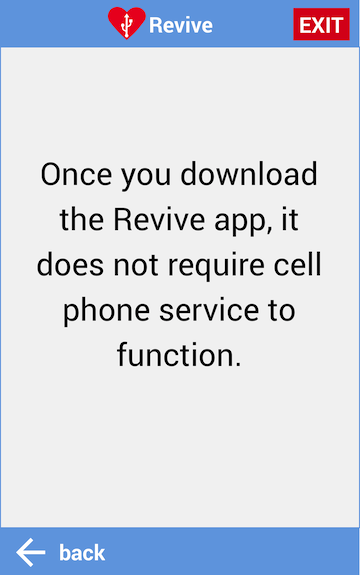 Revive
EXIT
Once you download
the Revive app, it
does not require cell
phone service to
function.
back